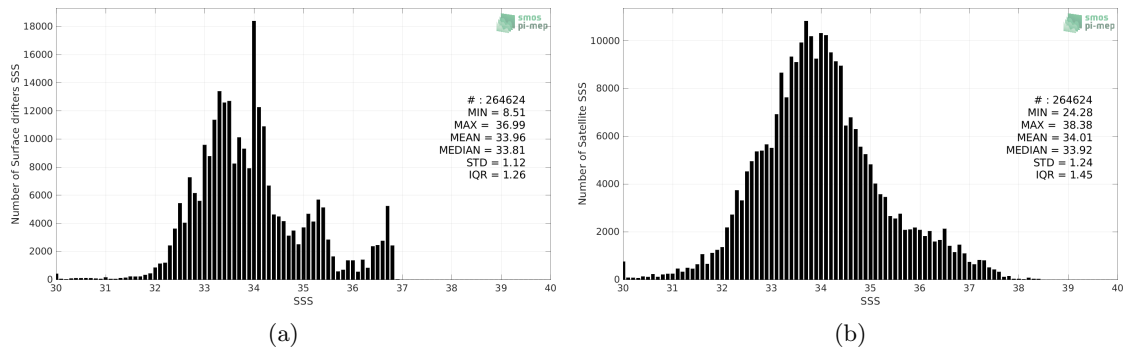 smos
pi-mep
18000
16000
14000
12000
10000
8000
6000
4000
2000
0
Number of Surface drifters SSS
# : 264624
MIN = 8.51
MAX = 36.99
MEAN = 33.96
MEDIAN = 33.81
STD = 1.12
IQR = 1.26
30 31 32 33 34 35 36 37 38 39 40
SSS
(a)
smos
pi-mep
10000
8000
6000
4000
2000
0
Number of Satellite SSS
# : 264624
MIN = 24.28
MAX = 38.38
MEAN = 34.01
MEDIAN = 33.92
STD = 1.24
IQR = 1.45
30 31 32 33 34 35 36 37 38 39 40
SSS
(b)